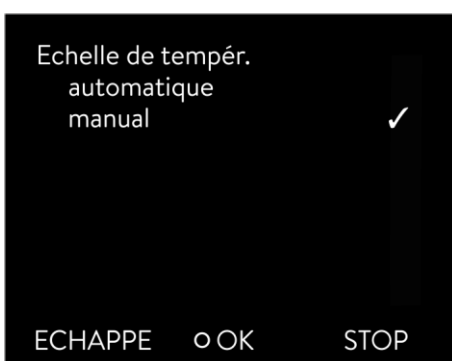 Echelle de tempér.
automatique
manual ✓
ECHAPPE O OK STOP